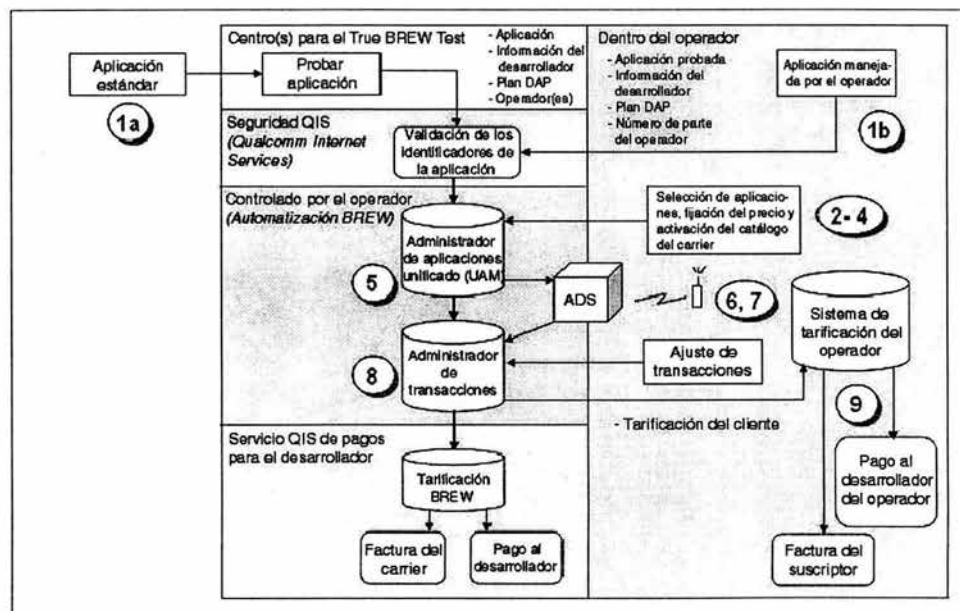 Aplicación
estándar
1a
Centro(s) para el True BREW Test
Probar
aplicación
- Aplicación
- Información del
desarrollador
- Plan DAP
- Operador(es)
Dentro del operador
- Aplicación probada
- Información del
desarrollador
- Plan DAP
- Número de parte
del operador
Aplicación mane-
jada por el operador
1b
Seguridad QIS
(Qualcomm Internet
Services)
Validación de los
identificadores de
la aplicación
Controlado por el operador
(Automatización BREW)
Administrador
de aplicaciones
unificado (UAM)
5
Selección de aplicacio-
nes, fijación del precio y
activación del catálogo
del carrier
2- 4
ADS
6, 7
Sistema de
tarificación del
operador
Administrador
de
transacciones
8
Ajuste de
transacciones
9
- Tarificación del cliente
Servicio QIS de pagos
para el desarrollador
Tarificación
BREW
Factura del
carrier
Pago al
desarrollador
Pago al
desarrollador
del operador
Factura del
suscriptor